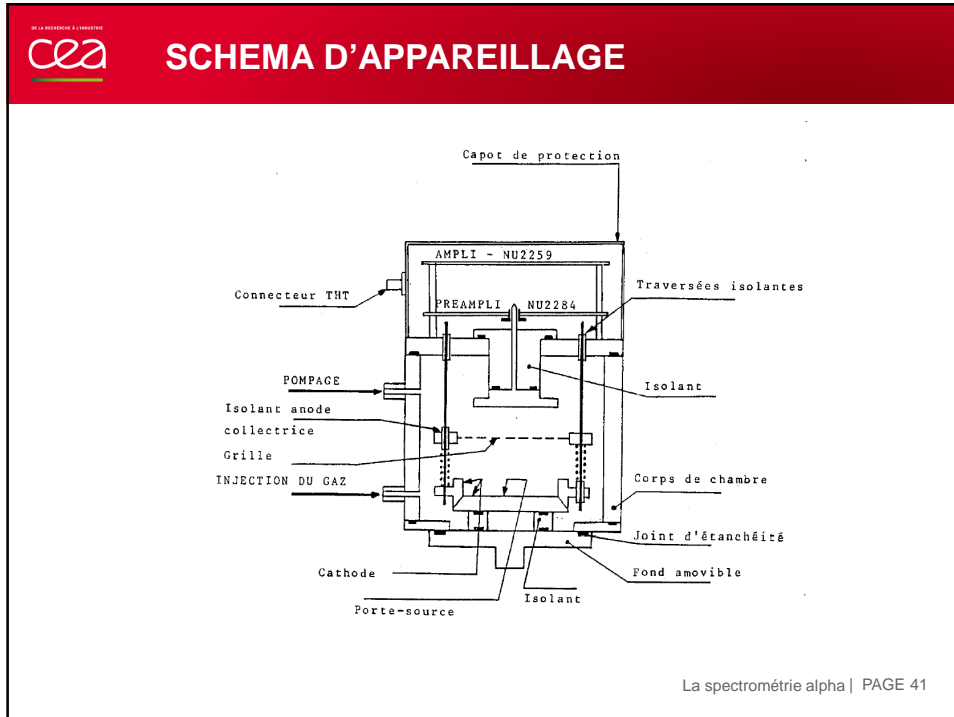 DE LA RECHERCHE À L'INDUSTRIE
cea
SCHEMA D'APPAREILLAGE
Capot de protection
AMPLI - NU2259
Traversées isolantes
Connecteur THT
PREAMPLI NU2284
POMPAGE
Isolant
Isolant anode
collectrice
Grille
INJECTION DU GAZ
Corps de chambre
Joint d'étanchéité
Cathode
Fond amovible
Isolant
Porte-source
La spectrométrie alpha | PAGE 41